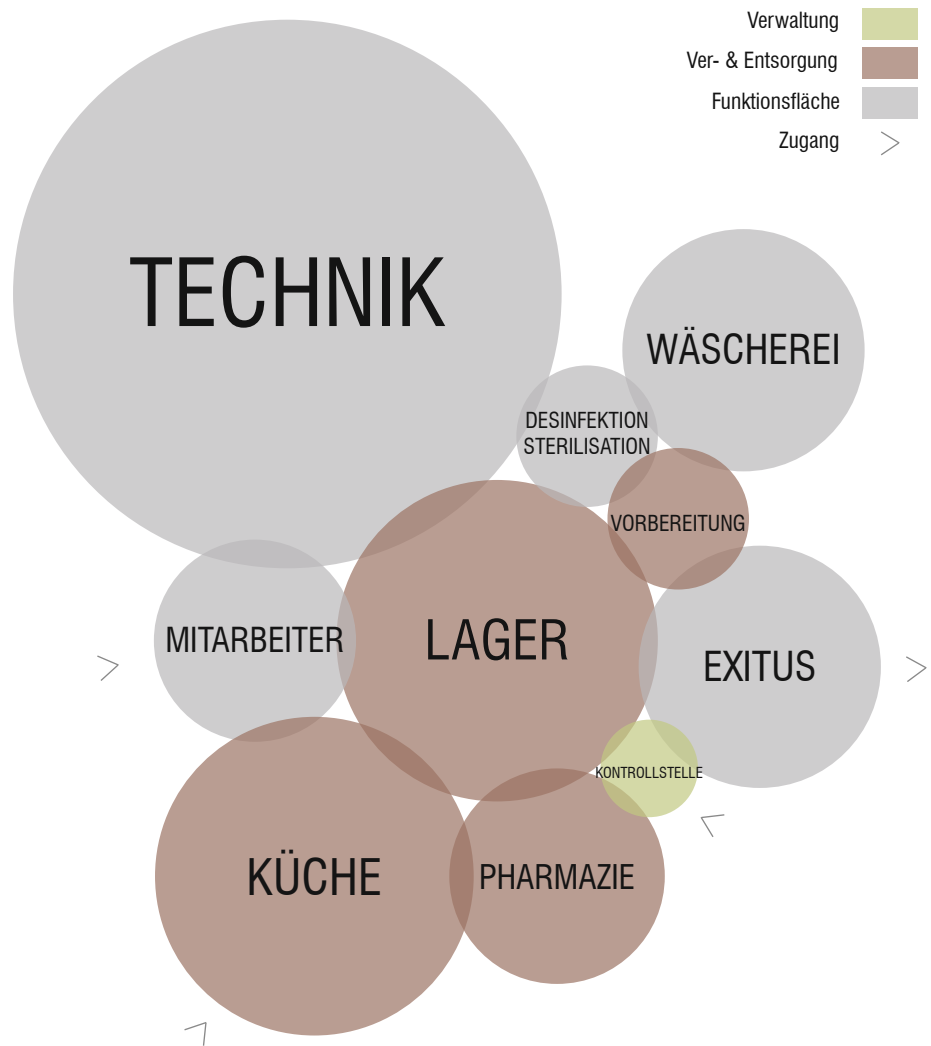 Verwaltung
Ver- & Entsorgung
Funktionsfläche
Zugang
TECHNIK
WÄSCHEREI
DESINFEKTION
STERILISATION
VORBEREITUNG
MITARBEITER
LAGER
EXITUS
KONTROLLSTELLE
KÜCHE
PHARMAZIE